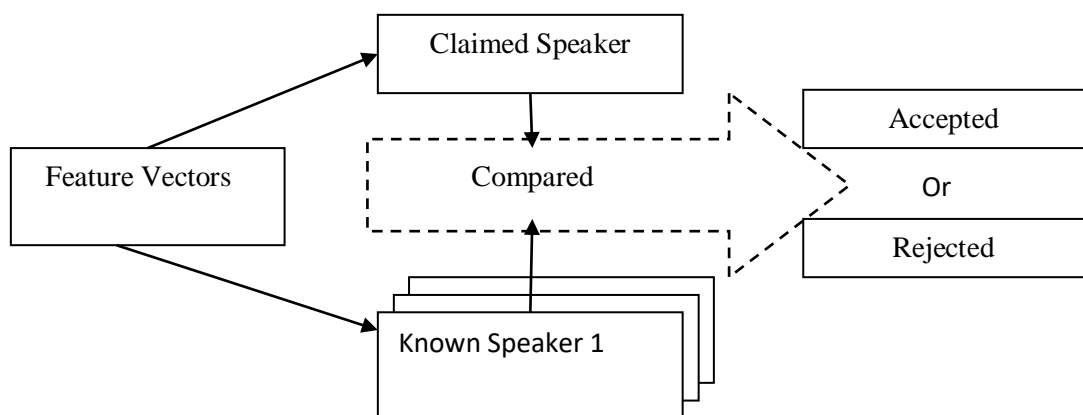 Claimed Speaker
Accepted
Feature Vectors
Compared
Or
Rejected
Known Speaker 1